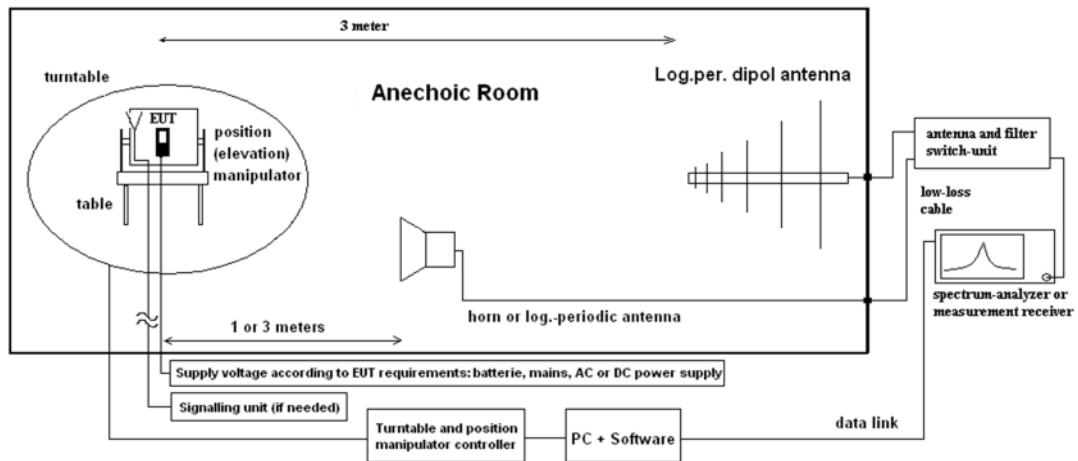 3 meter
turntable
Log.per. dipol antenna
Anechoic Room
EUT
position
(elevation)
manipulator
antenna and filter
switch-unit
table
low-loss
cable
spectrum-analyzer or
measurement receiver
horn or log.-periodic antenna
1 or 3 meters
Supply voltage according to EUT requirements: batterie, mains, AC or DC power supply
Signalling unit (if needed)
Turntable and position
manipulator controller
PC + Software
data link